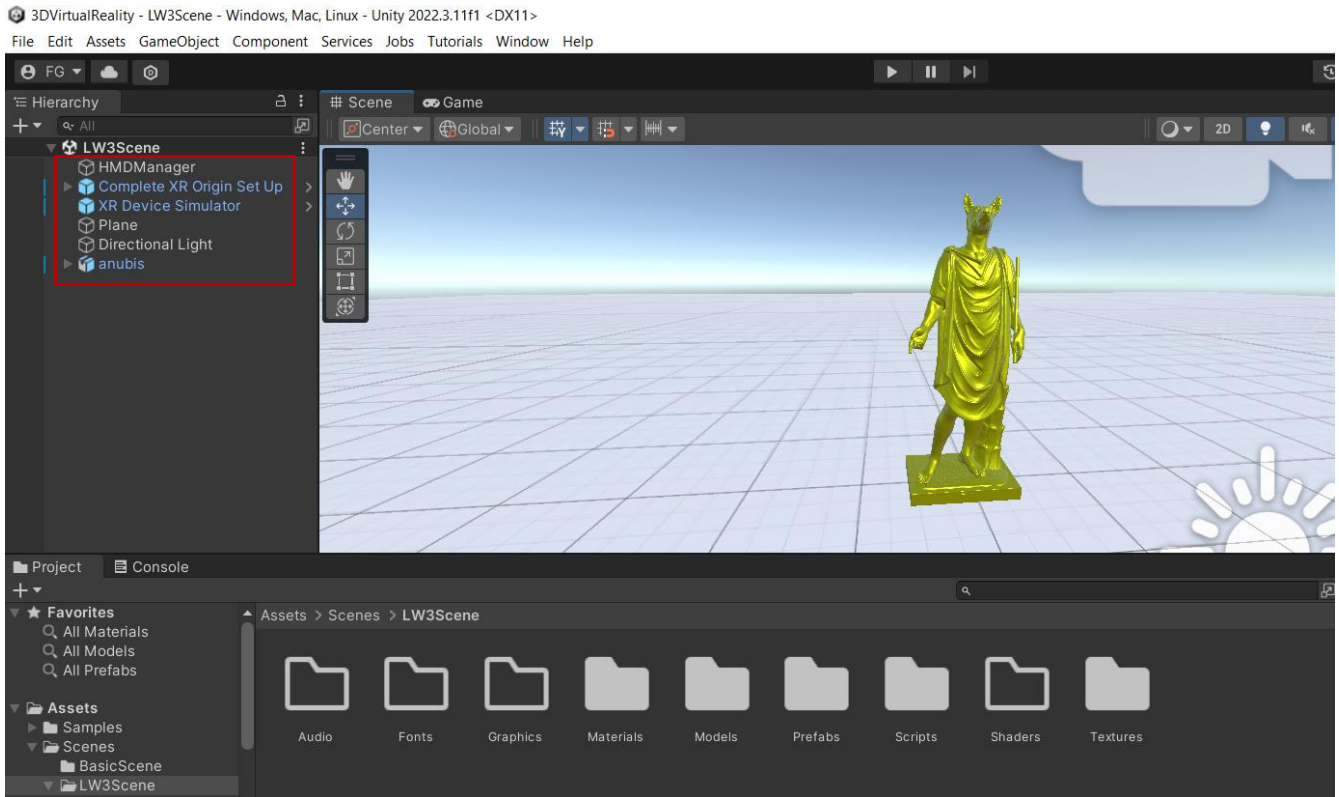 3DVirtualReality - LW3Scene - Windows, Mac, Linux - Unity 2022.3.11f1 <DX11>
File Edit Assets GameObject Component Services Jobs Tutorials Window Help
FG
Hierarchy
Scene Game
All
Center Global 2D
LW3Scene
HMDManager
Complete XR Origin Set Up
XR Device Simulator
Plane
Directional Light
anubis
Project Console
Favorites
Assets > Scenes > LW3Scene
All Materials
All Models
All Prefabs
Assets
Samples
Audio Fonts Graphics Materials Models Prefabs Scripts Shaders Textures
Scenes
BasicScene
LW3Scene